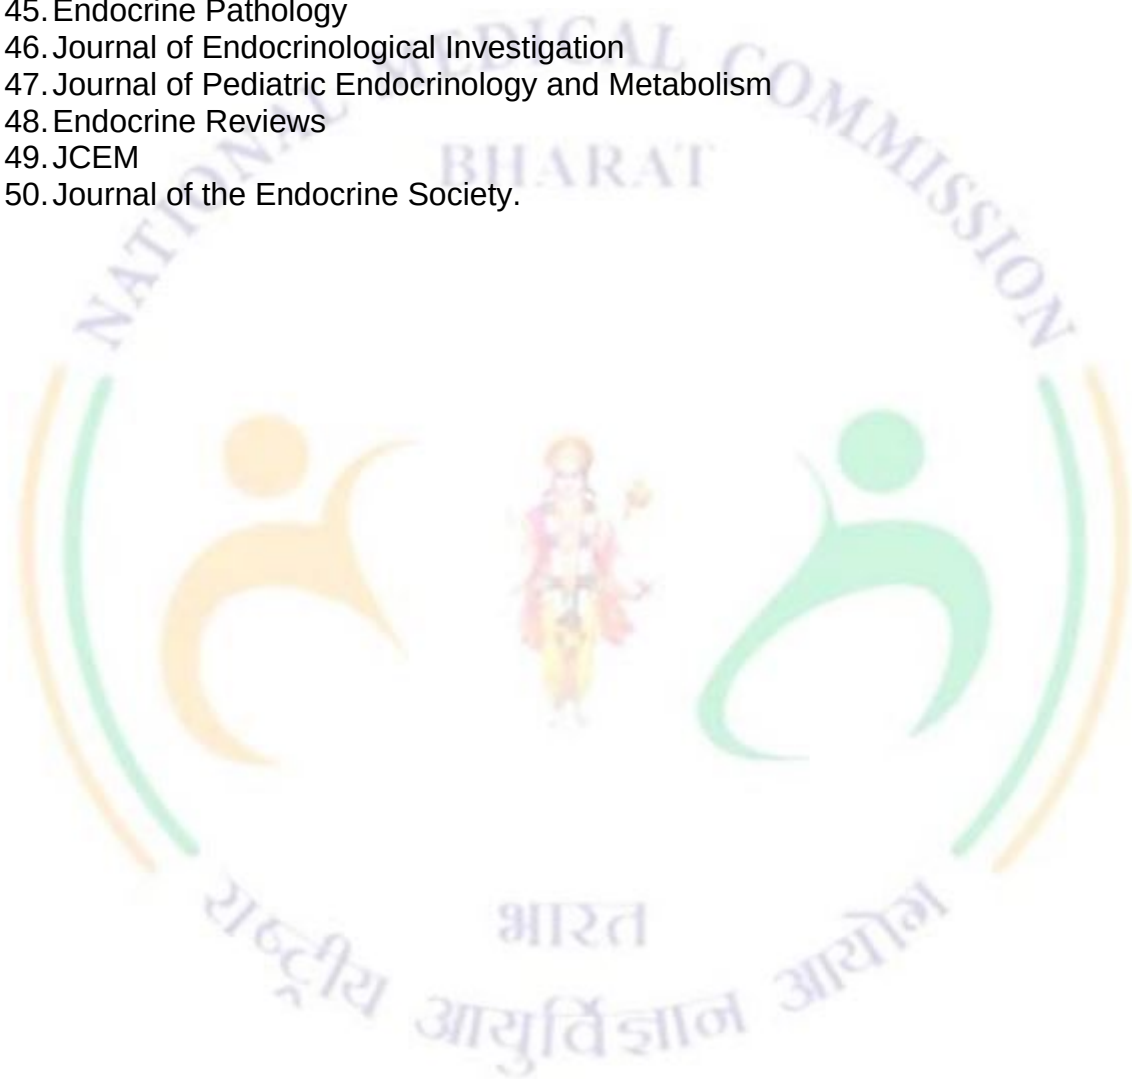 45. Endocrine Pathology
46. Journal of Endocrinological Investigation
47. Journal of Pediatric Endocrinology and Metabolism
48. Endocrine Reviews
49. JCEM
50. Journal of the Endocrine Society.
NATIONAL MEDICAL COMMISSION
BHARAT
भारत
राष्ट्रीय आयुर्विज्ञान आयोग